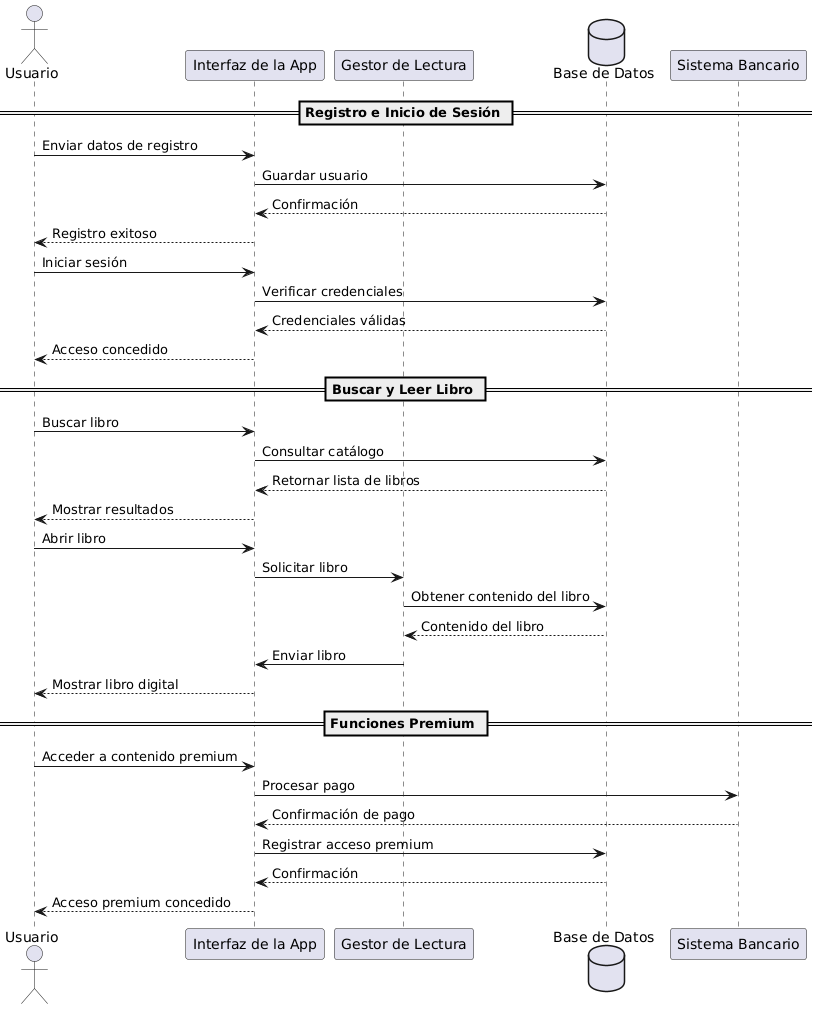 Usuario
Interfaz de la App
Gestor de Lectura
Base de Datos
Sistema Bancario
Registro e Inicio de Sesión
Enviar datos de registro
Guardar usuario
Confirmación
Registro exitoso
Iniciar sesión
Verificar credenciales
Credenciales válidas
Acceso concedido
Buscar y Leer Libro
Buscar libro
Consultar catálogo
Retornar lista de libros
Mostrar resultados
Abrir libro
Solicitar libro
Obtener contenido del libro
Contenido del libro
Enviar libro
Mostrar libro digital
Funciones Premium
Acceder a contenido premium
Procesar pago
Confirmación de pago
Registrar acceso premium
Confirmación
Acceso premium concedido
Usuario
Interfaz de la App
Gestor de Lectura
Base de Datos
Sistema Bancario